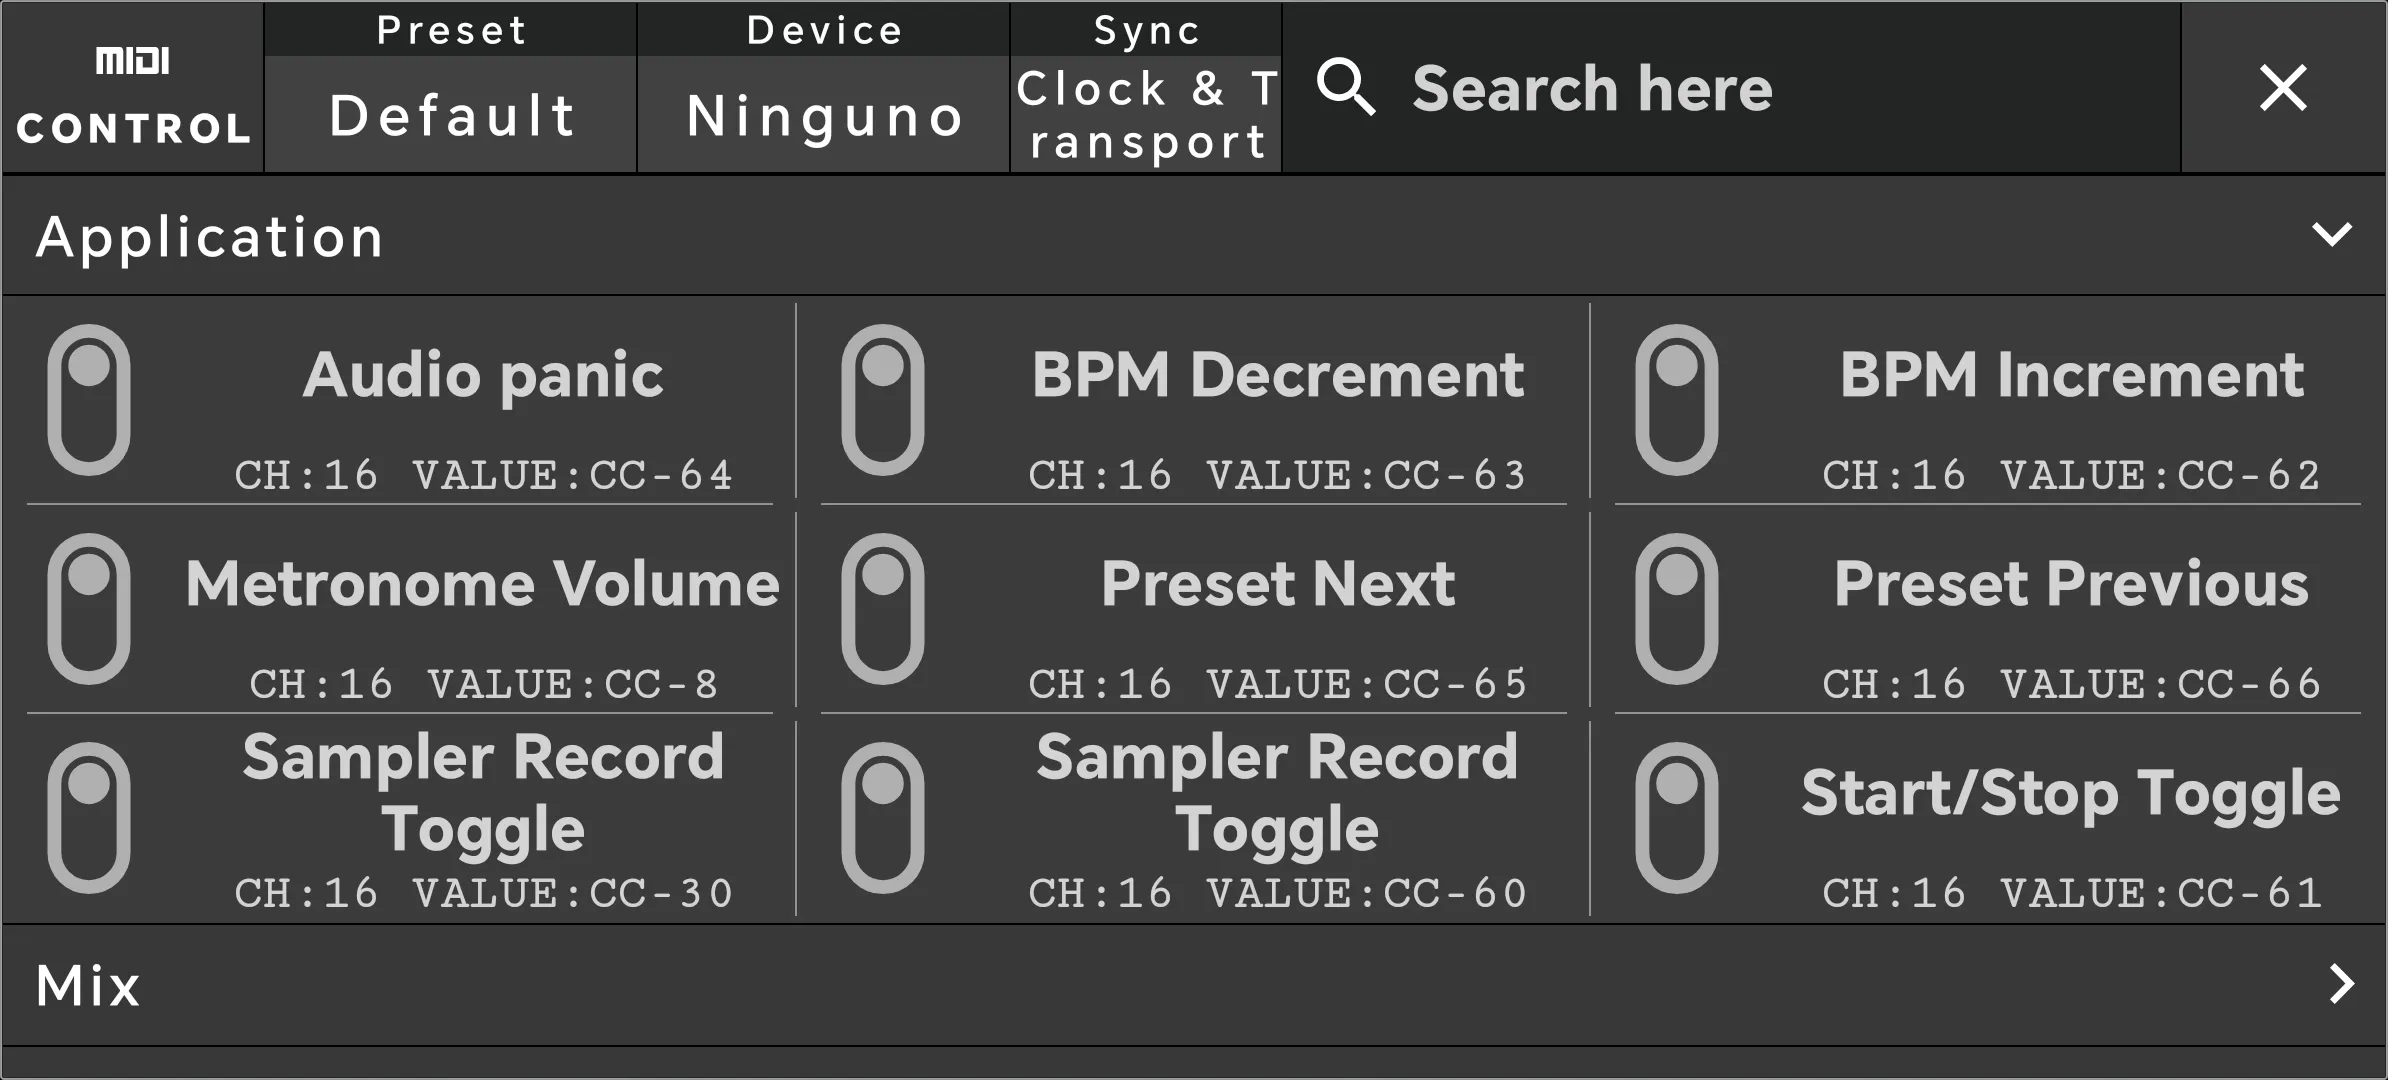 MIDI
CONTROL
Preset
Default
Device
Ninguno
Sync
Clock & T
ransport
Search here
Application
Audio panic
CH:16 VALUE:CC-64
BPM Decrement
CH:16 VALUE:CC-63
BPM Increment
CH:16 VALUE:CC-62
Metronome Volume
CH:16 VALUE:CC-8
Preset Next
CH:16 VALUE:CC-65
Preset Previous
CH:16 VALUE:CC-66
Sampler Record
Toggle
CH:16 VALUE:CC-30
Sampler Record
Toggle
CH:16 VALUE:CC-60
Start/Stop Toggle
CH:16 VALUE:CC-61
Mix